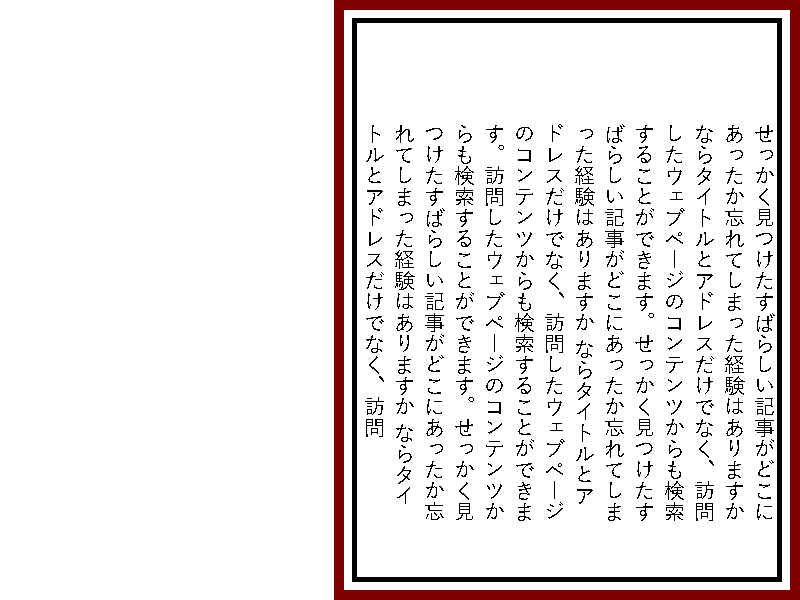 せっかく見つけたすばらしい記事がどこに
あったか忘れてしまった経験はありますか
ならタイトルとアドレスだけでなく、訪問
したウェブページのコンテンツからも検索
することができます。せっかく見つけたす
ばらしい記事がどこにあったか忘れてしま
った経験はありますか ならタイトルとア
ドレスだけでなく、訪問したウェブページ
のコンテンツからも検索することができま
す。訪問したウェブページのコンテンツか
らも検索することができます。せっかく見
つけたすばらしい記事がどこにあったか忘
れてしまった経験はありますか ならタイ
トルとアドレスだけでなく、訪問